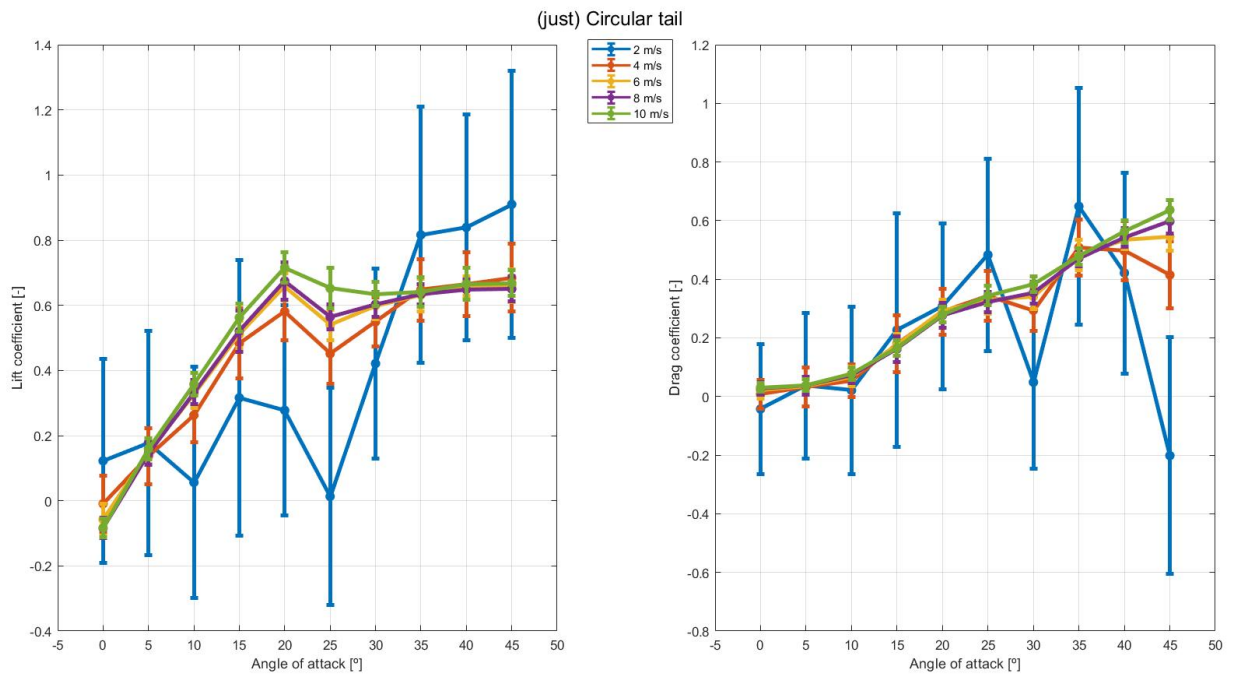 (just) Circular tail
2 m/s
4 m/s
6 m/s
8 m/s
10 m/s
1.4
1.2
1
0.8
0.6
0.4
0.2
0
-0.2
-0.4
Lift coefficient [-]
-5 0 5 10 15 20 25 30 35 40 45 50
Angle of attack [º]
1.2
1
0.8
0.6
0.4
0.2
0
-0.2
-0.4
-0.6
-0.8
Drag coefficient [-]
-5 0 5 10 15 20 25 30 35 40 45 50
Angle of attack [º]